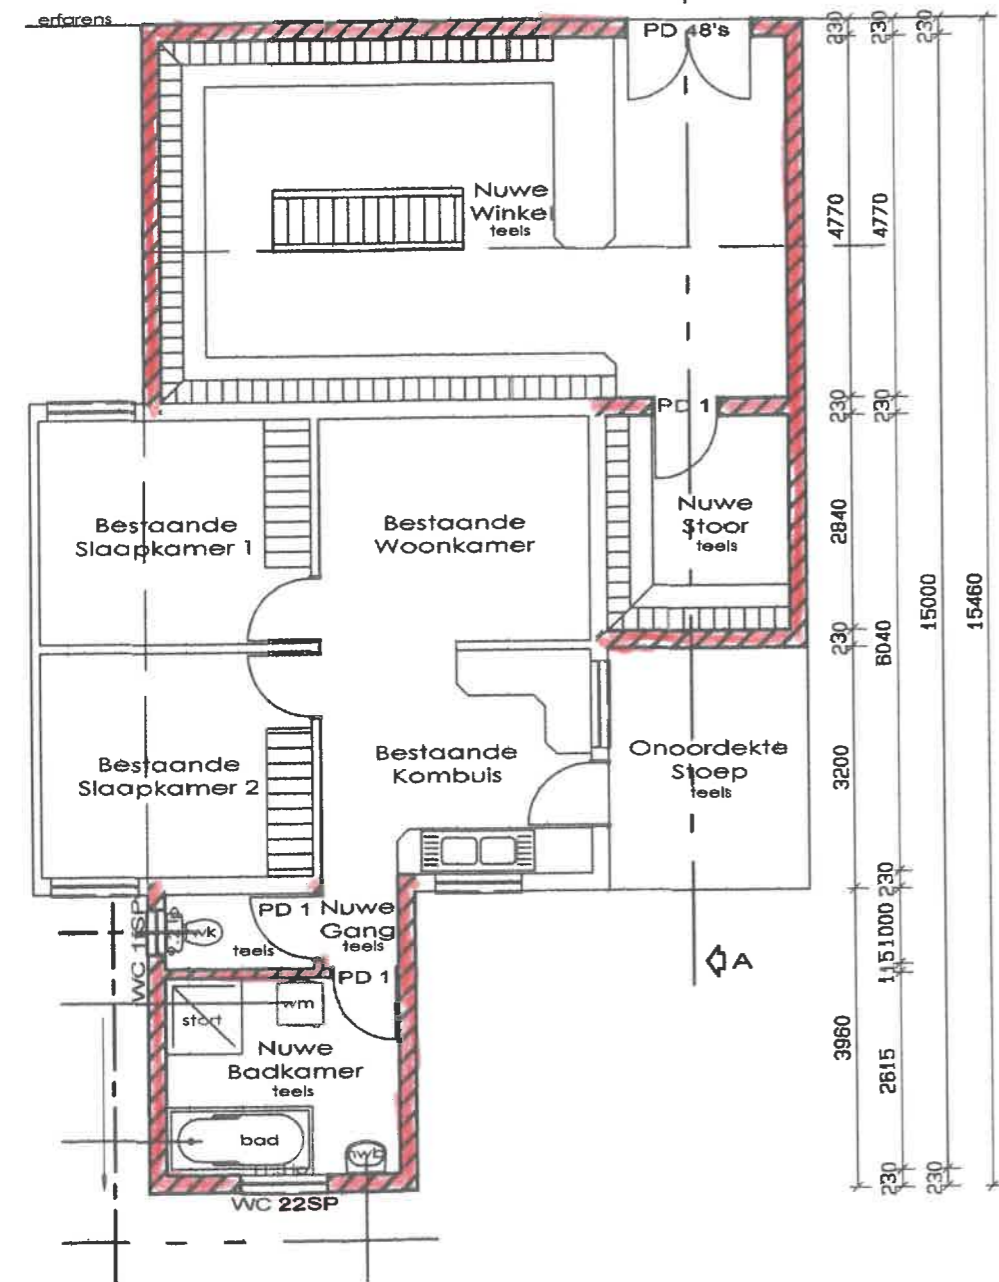 erfarens
PD 48's
Nuwe
Winkel
teels
PD 1
Nuwe
Stoor
teels
Bestaande
Slaapkamer 1
Bestaande
Woonkamer
Bestaande
Slaapkamer 2
Bestaande
Kombuis
Onoordekte
Stoep
teels
PD 1
Nuwe
Gang
teels
wk
teels
WC 1 SP
PD 1
A
stort
wm
Nuwe
Badkamer
teels
bad
hwb
WC 22SP
230
4770
230
2840
230
3200
3960
230
4770
230
6040
230
1000
115
2615
230
230
15000
230
15460